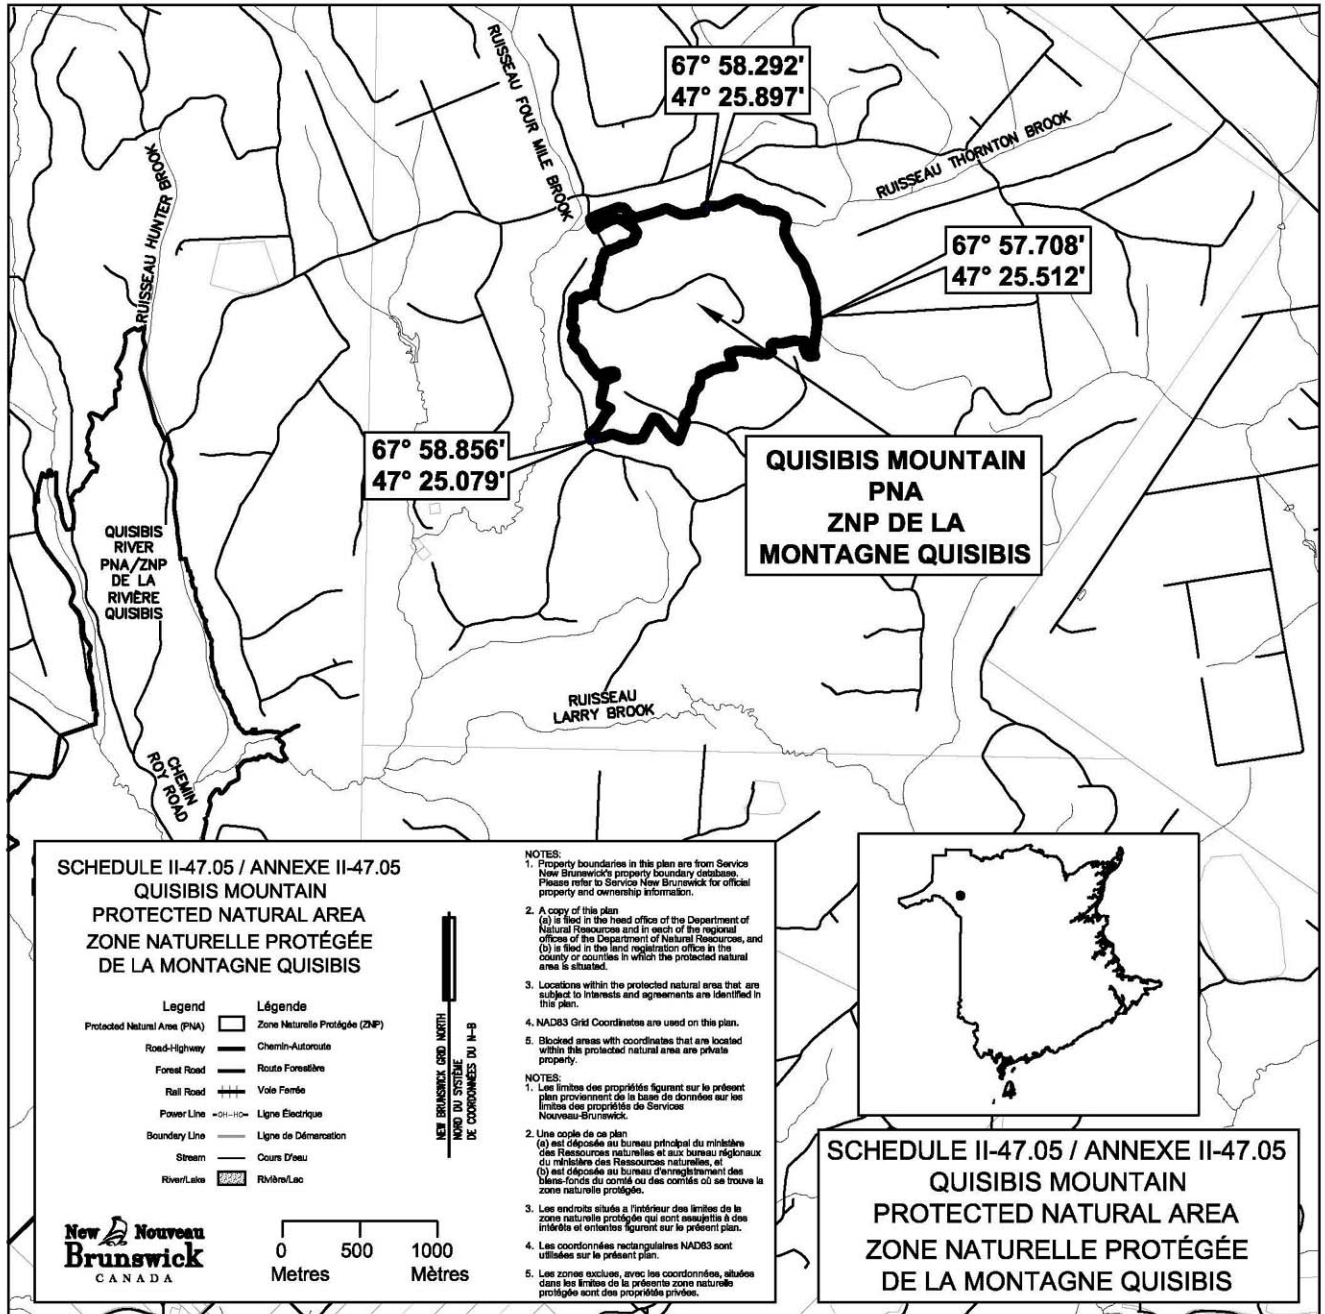 RUISSEAU FOUR MILE BROOK
67° 58.292'
47° 25.897'
RUISSEAU THORNTON BROOK
RUISSEAU HUNTER BROOK
67° 57.708'
47° 25.512'
67° 58.856'
47° 25.079'
QUISIBIS MOUNTAIN
PNA
ZNP DE LA
MONTAGNE QUISIBIS
QUISIBIS
RIVER
PNA/ZNP
DE LA
RIVIÈRE
QUISIBIS
RUISSEAU
LARRY BROOK
CHEMIN
ROY ROAD
SCHEDULE II-47.05 / ANNEXE II-47.05
QUISIBIS MOUNTAIN
PROTECTED NATURAL AREA
ZONE NATURELLE PROTÉGÉE
DE LA MONTAGNE QUISIBIS
Legend Légende
Protected Natural Area (PNA) Zone Naturelle Protégée (ZNP)
Road-Highway Chemin-Autoroute
Forest Road Route Forestière
Rail Road Voie Ferrée
Power Line -OH-HO- Ligne Électrique
Boundary Line Ligne de Démarcation
Stream Cours D'eau
River/Lake Rivière/Lac
NEW BRUNSWICK GRID NORTH
NORD DU SYSTÈME
DE COORDONNÉES DU N-B
New Nouveau
Brunswick
CANADA
0 500 1000
Metres Mètres
NOTES:
1. Property boundaries in this plan are from Service
New Brunswick's property boundary database.
Please refer to Service New Brunswick for official
property and ownership information.
2. A copy of this plan
(a) is filed in the head office of the Department of
Natural Resources and in each of the regional
offices of the Department of Natural Resources, and
(b) is filed in the land registration office in the
county or counties in which the protected natural
area is situated.
3. Locations within the protected natural area that are
subject to interests and agreements are identified in
this plan.
4. NAD83 Grid Coordinates are used on this plan.
5. Blocked areas with coordinates that are located
within this protected natural area are private
property.
NOTES:
1. Les limites des propriétés figurant sur le présent
plan proviennent de la base de données sur les
limites des propriétés de Services
Nouveau-Brunswick.
2. Une copie de ce plan
(a) est déposée au bureau principal du ministère
des Ressources naturelles et aux bureau régionaux
du ministère des Ressources naturelles, et
(b) est déposée au bureau d'enregistrement des
biens-fonds du comté ou des comtés où se trouve la
zone naturelle protégée.
3. Les endroits situés a l'intérieur des limites de la
zone naturelle protégée qui sont assujettis à des
intérêts et ententes figurent sur le présent plan.
4. Les coordonnées rectangulaires NAD83 sont
utilisées sur le présent plan.
5. Les zones exclues, avec les coordonnées, situées
dans les limites de la présente zone naturelle
protégée sont des propriétés privées.
SCHEDULE II-47.05 / ANNEXE II-47.05
QUISIBIS MOUNTAIN
PROTECTED NATURAL AREA
ZONE NATURELLE PROTÉGÉE
DE LA MONTAGNE QUISIBIS